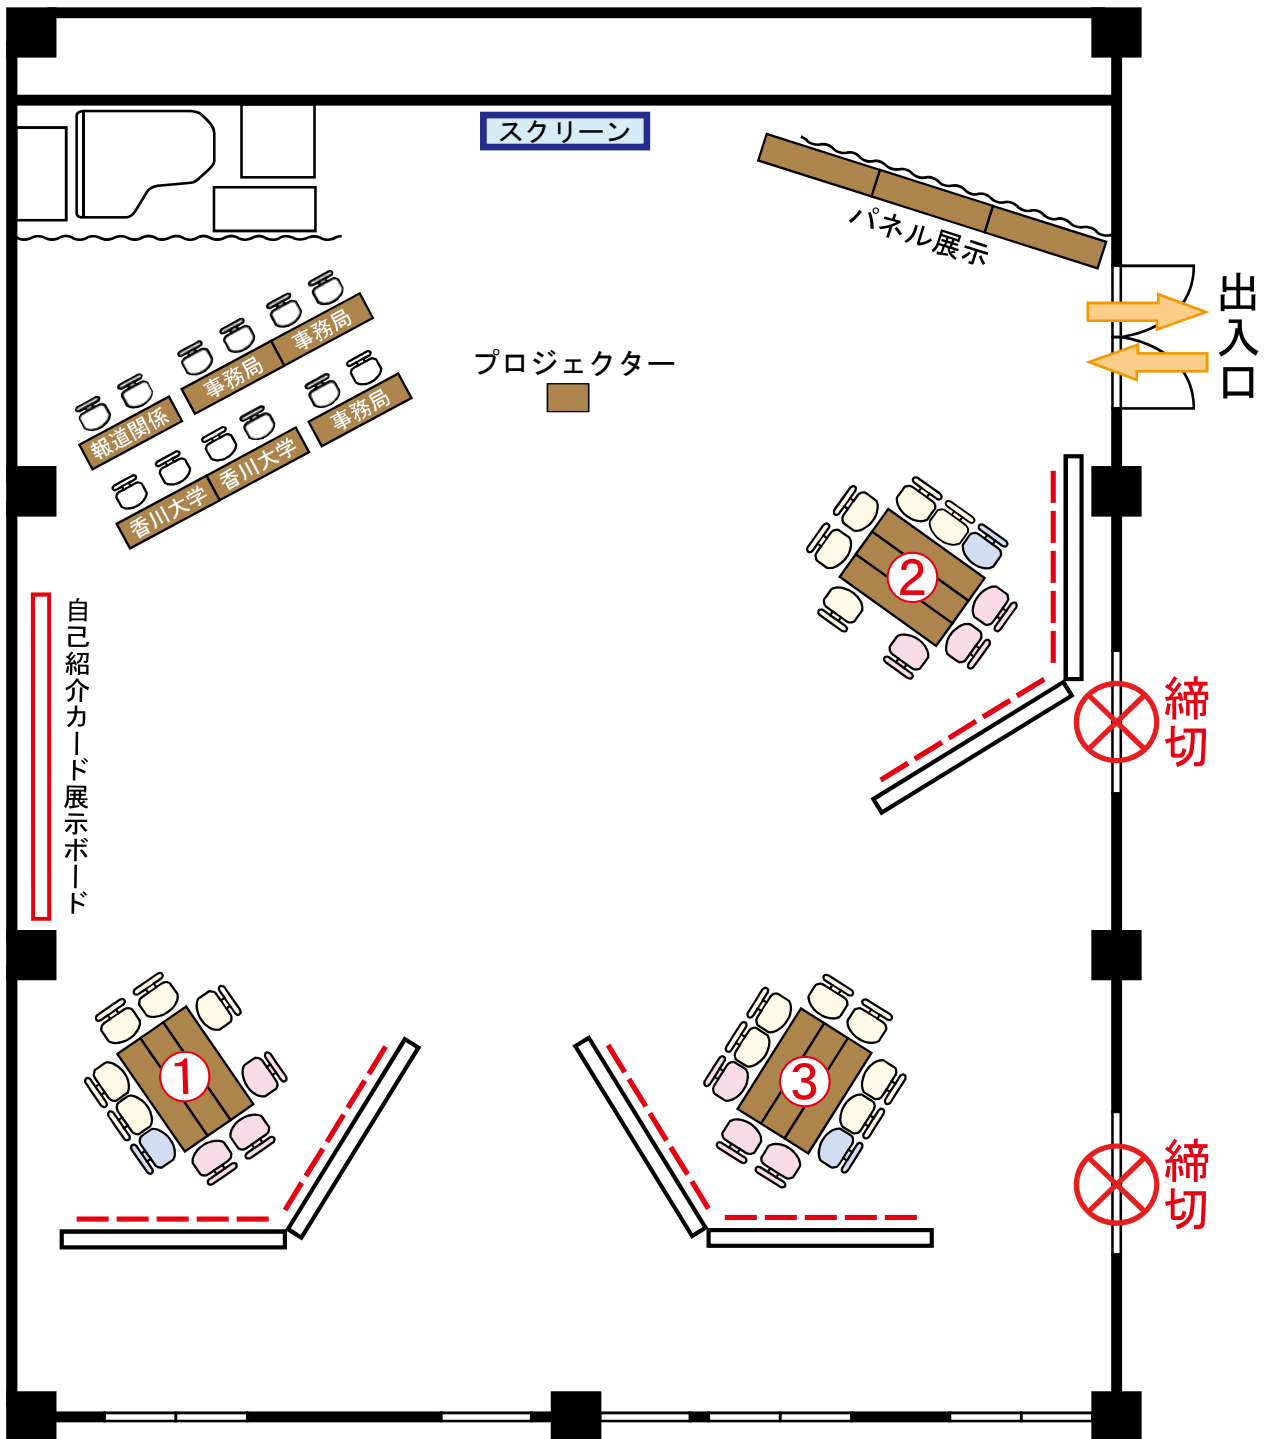 スクリーン
パネル展示
出入口
プロジェクター
事務局
事務局
報道関係
事務局
香川大学
香川大学
自己紹介カード展示ボード
②
締切
①
③
締切